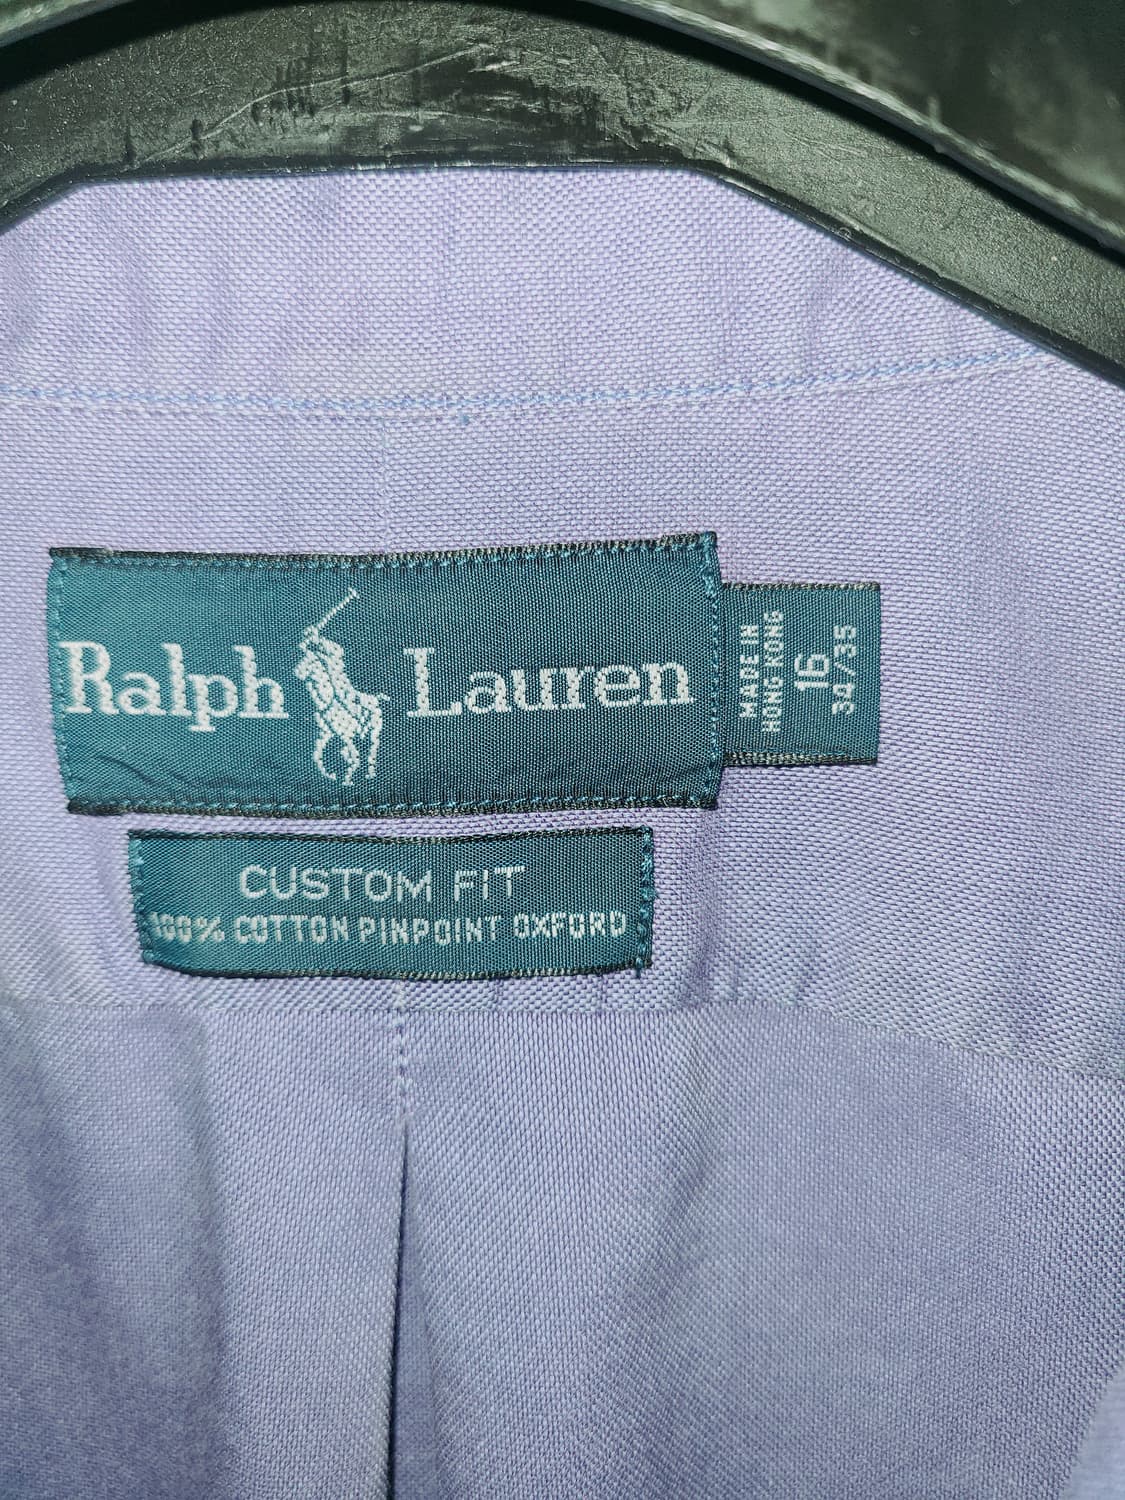 Ralph Lauren
MADE IN
HONG KONG
16
34/35
CUSTOM FIT
100% COTTON PINPOINT OXFORD